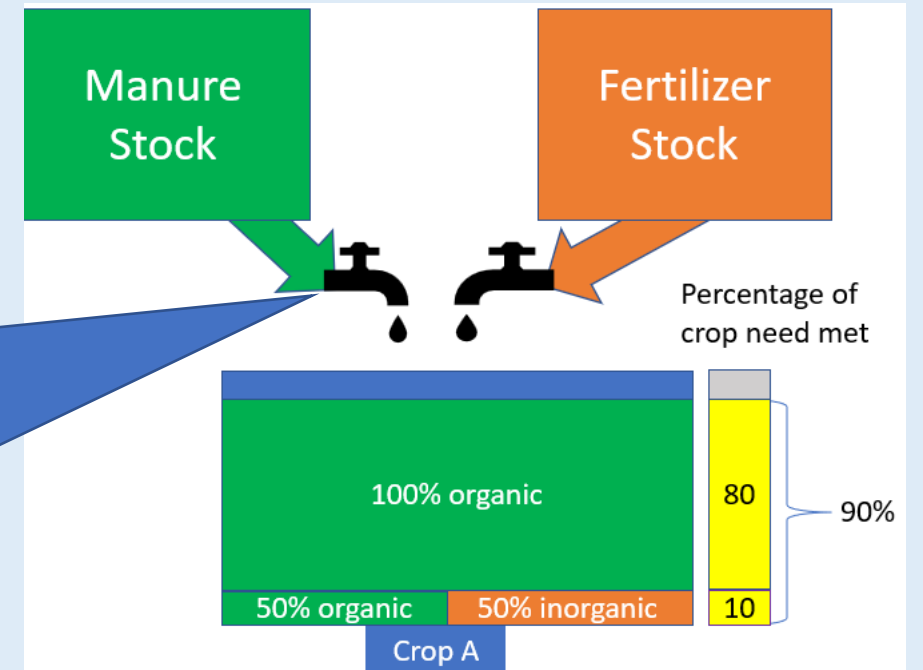 Manure
Stock
Fertilizer
Stock
Percentage of
crop need met
100% organic
80
90%
50% organic
50% inorganic
10
Crop A